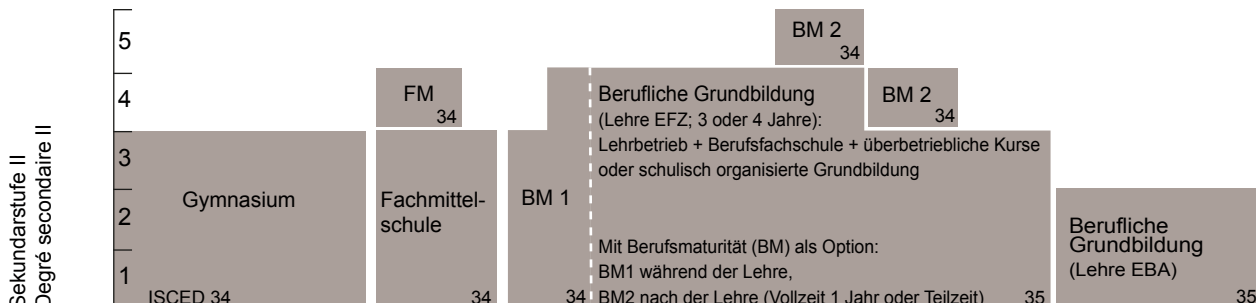 Sekundarstufe II
Degré secondaire II
5
4
3
2
1
BM 2
34
FM
34
BM 2
34
Gymnasium
ISCED 34
Fachmittel-
schule
34
BM 1
34
Berufliche Grundbildung
(Lehre EFZ; 3 oder 4 Jahre):
Lehrbetrieb + Berufsfachschule + überbetriebliche Kurse
oder schulisch organisierte Grundbildung
Mit Berufsmaturität (BM) als Option:
BM1 während der Lehre,
BM2 nach der Lehre (Vollzeit 1 Jahr oder Teilzeit)
35
Berufliche
Grundbildung
(Lehre EBA)
35